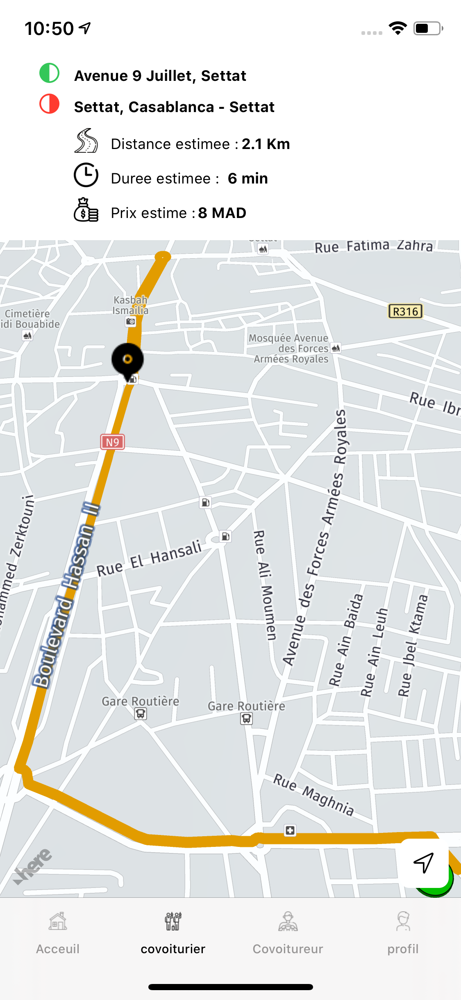 10:50
Avenue 9 Juillet, Settat
Settat, Casablanca - Settat
Distance estimee : 2.1 Km
Duree estimee : 6 min
Prix estime : 8 MAD
Rue Fatima Zahra
Kasbah
Ismailia
Cimetière
idi Bouabide
R316
Mosquée Avenue
des Forces
Armées Royales
Rue Ibn
N9
Avenue des Forces Armées Royales
ohammed Zerktouni
Boulevard Hassan II
Rue El Hansali
Rue Ali Moumen
Rue Ain Baida
Rue Ain Leuh
Rue Jbel Ktama
Gare Routière
Gare Routière
Rue Maghnia
here
Acceuil
covoiturier
Covoitureur
profil